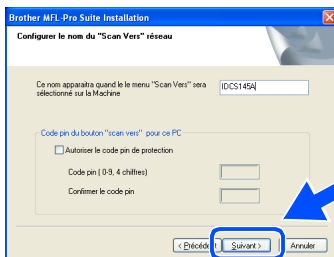 Brother MFL-Pro Suite Installation
Configurer le nom du "Scan Vers" réseau
Ce nom apparaitra quand le le menu "Scan Vers" sera
sélectionné sur la Machine
IDCS145A
Code pin du bouton "scan vers" pour ce PC
Autoriser le code pin de protection
Code pin ( 0-9, 4 chiffres)
Confirmer le code pin
< Précédent
Suivant >
Annuler